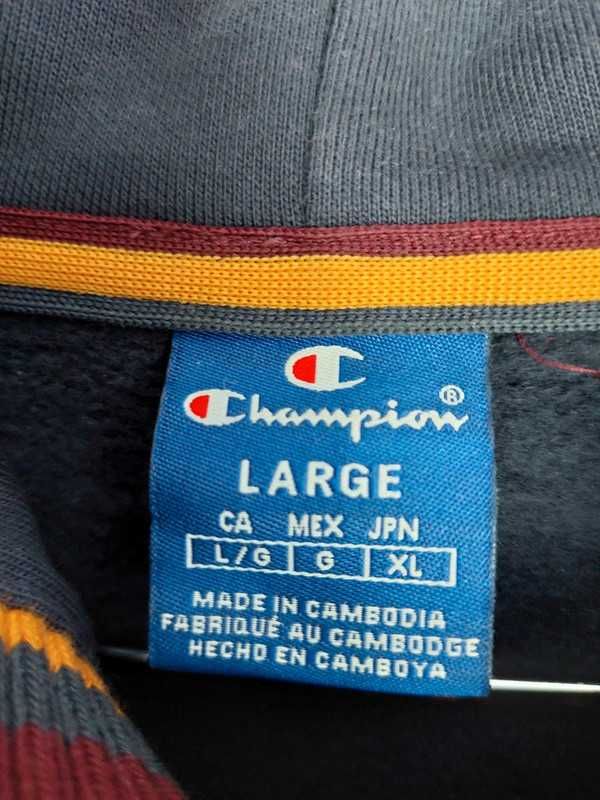 Champion®
LARGE
CA MEX JPN
L/G G XL
MADE IN CAMBODIA
FABRIQUÉ AU CAMBODGE
HECHO EN CAMBOYA